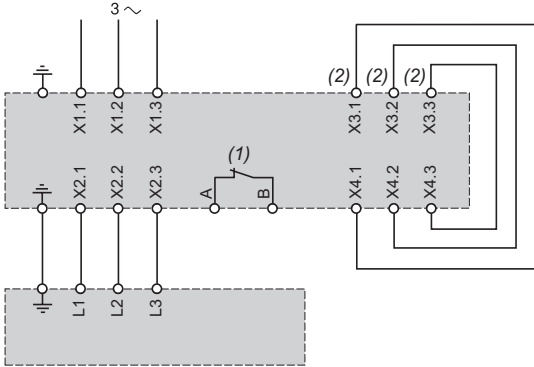 3 ~
(2) (2) (2)
X1.1 X1.2 X1.3 X3.1 X3.2 X3.3
(1)
X2.1 X2.2 X2.3 A B X4.1 X4.2 X4.3
L1 L2 L3